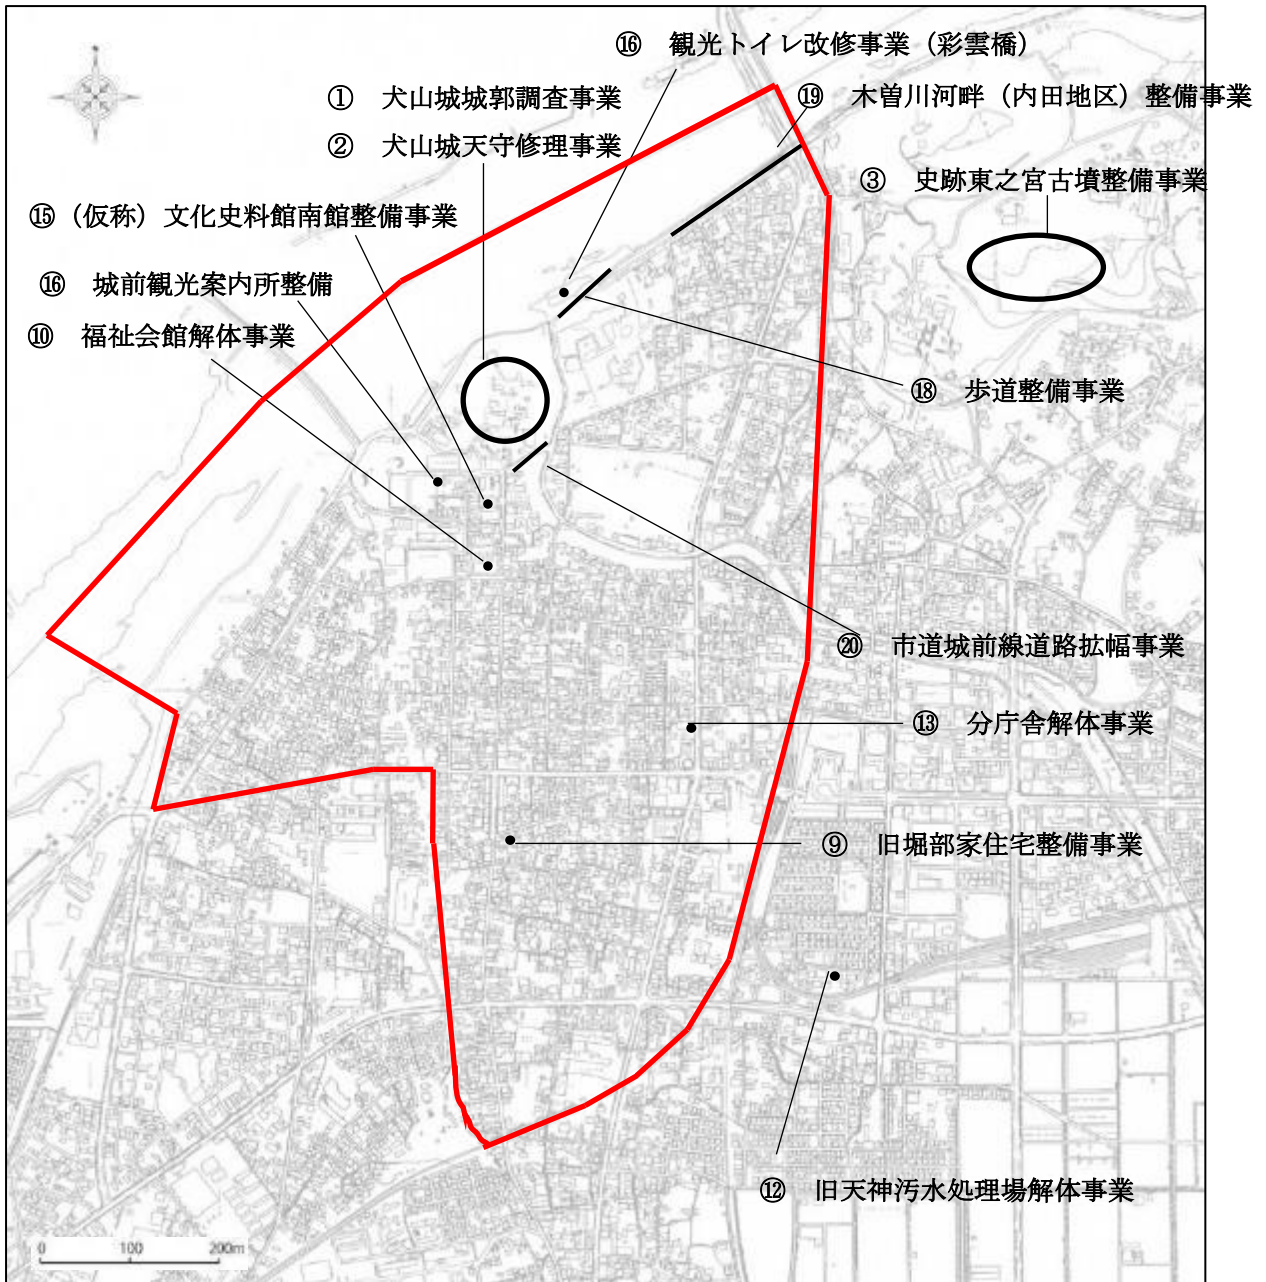 ⑯ 観光トイレ改修事業（彩雲橋）
① 犬山城城郭調査事業
⑲ 木曽川河畔（内田地区）整備事業
② 犬山城天守修理事業
③ 史跡東之宮古墳整備事業
⑮（仮称）文化史料館南館整備事業
⑯ 城前観光案内所整備
⑩ 福祉会館解体事業
⑱ 歩道整備事業
⑳ 市道城前線道路拡幅事業
⑬ 分庁舎解体事業
⑨ 旧堀部家住宅整備事業
⑫ 旧天神汚水処理場解体事業
0 100 200m